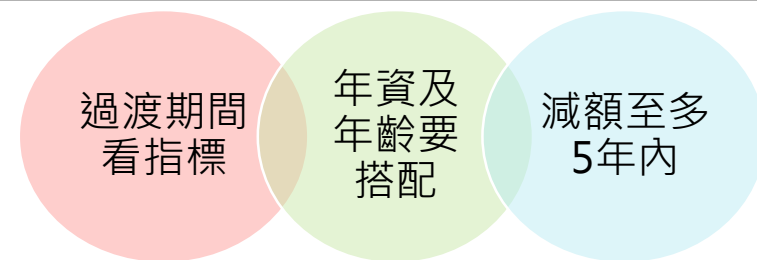 過渡期間
看指標
年資及
年齡要
搭配
減額至多
5年內